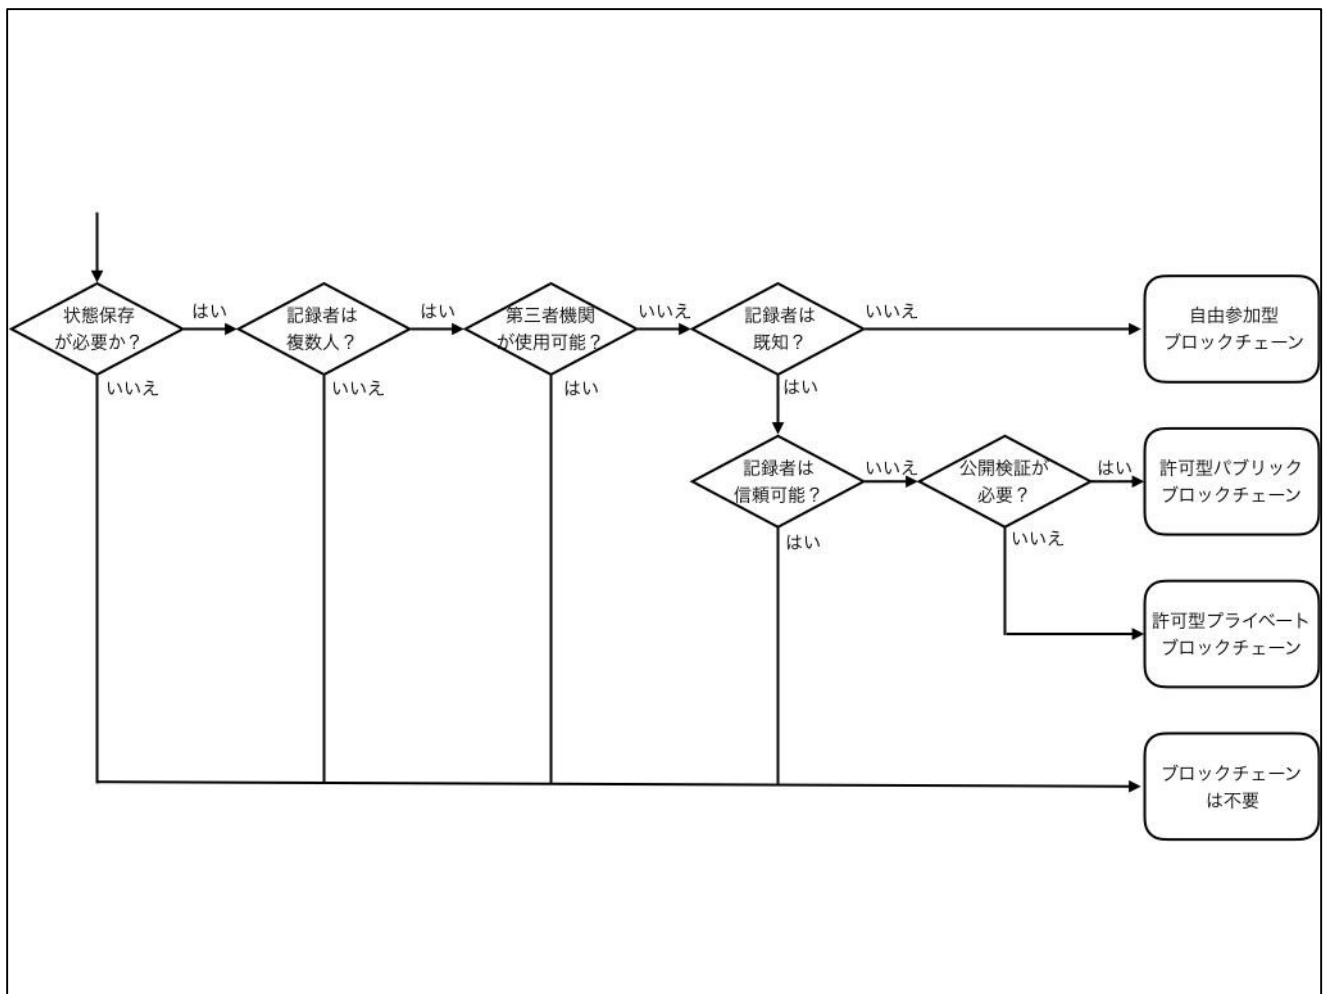 状態保存
が必要か？
はい
いいえ
記録者は
複数人？
はい
いいえ
第三者機関
が使用可能？
いいえ
はい
記録者は
既知？
いいえ
はい
自由参加型
ブロックチェーン
記録者は
信頼可能？
いいえ
はい
公開検証が
必要？
はい
いいえ
許可型パブリック
ブロックチェーン
許可型プライベート
ブロックチェーン
ブロックチェーン
は不要